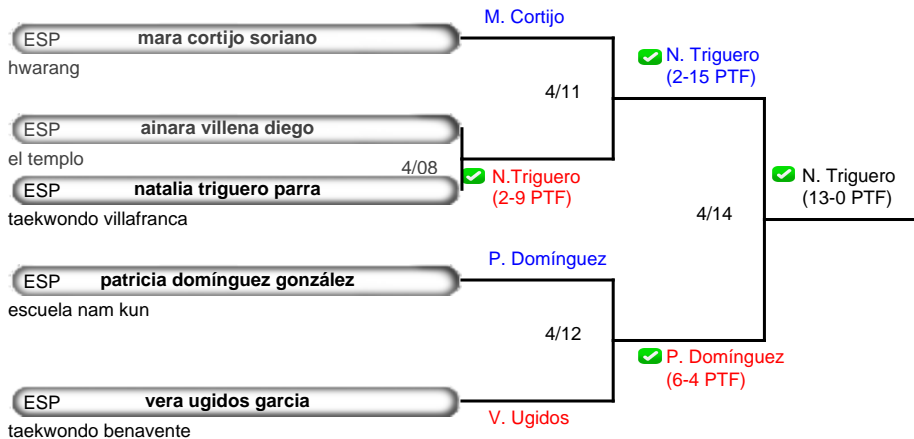 M. Cortijo
ESP mara cortijo soriano
hwarang
N. Triguero
(2-15 PTF)
4/11
ESP ainara villena diego
el templo
4/08
N.Triguero
(2-9 PTF)
ESP natalia triguero parra
taekwondo villafranca
N. Triguero
(13-0 PTF)
4/14
P. Domínguez
ESP patricia domínguez gonzález
escuela nam kun
4/12
P. Domínguez
(6-4 PTF)
ESP vera ugidos garcia
taekwondo benavente
V. Ugidos